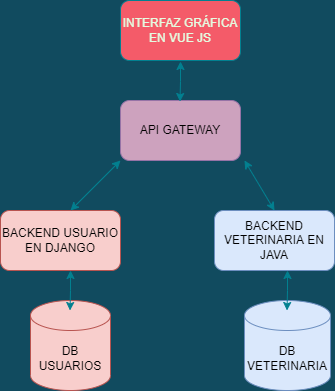 INTERFAZ GRÁFICA
EN VUE JS
API GATEWAY
BACKEND USUARIO
EN DJANGO
BACKEND
VETERINARIA EN
JAVA
DB
USUARIOS
DB
VETERINARIA